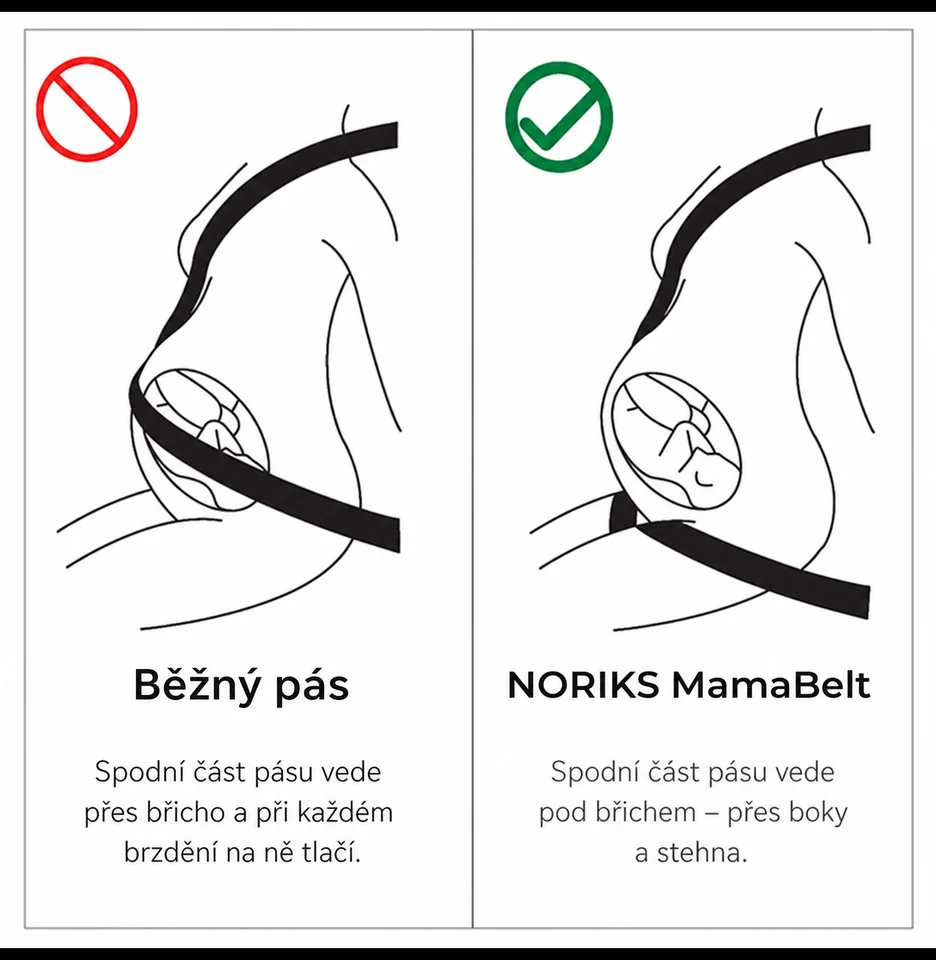 Běžný pás
Spodní část pásu vede
přes břicho a při každém
brzdění na ně tlačí.
NORIKS MamaBelt
Spodní část pásu vede
pod břichem – přes boky
a stehna.